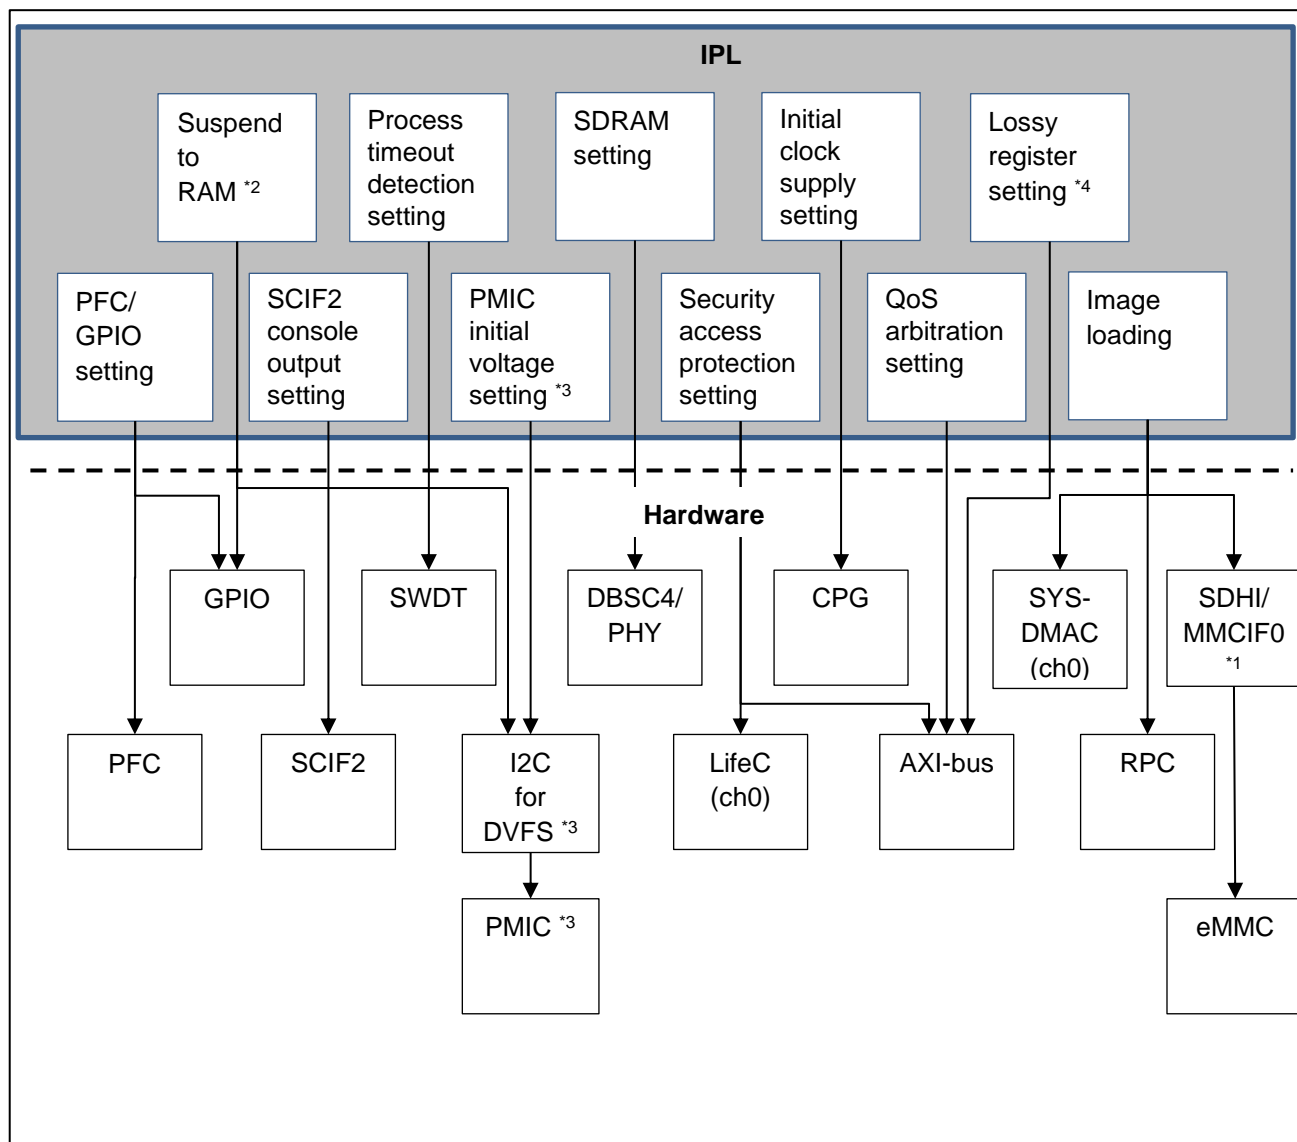 IPL
Suspend
to
RAM *2
Process
timeout
detection
setting
SDRAM
setting
Initial
clock
supply
setting
Lossy
register
setting *4
PFC/
GPIO
setting
SCIF2
console
output
setting
PMIC
initial
voltage
setting *3
Security
access
protection
setting
QoS
arbitration
setting
Image
loading
Hardware
GPIO
SWDT
DBSC4/
PHY
CPG
SYS-
DMAC
(ch0)
SDHI/
MMCIF0
*1
PFC
SCIF2
I2C
for
DVFS *3
LifeC
(ch0)
AXI-bus
RPC
PMIC *3
eMMC